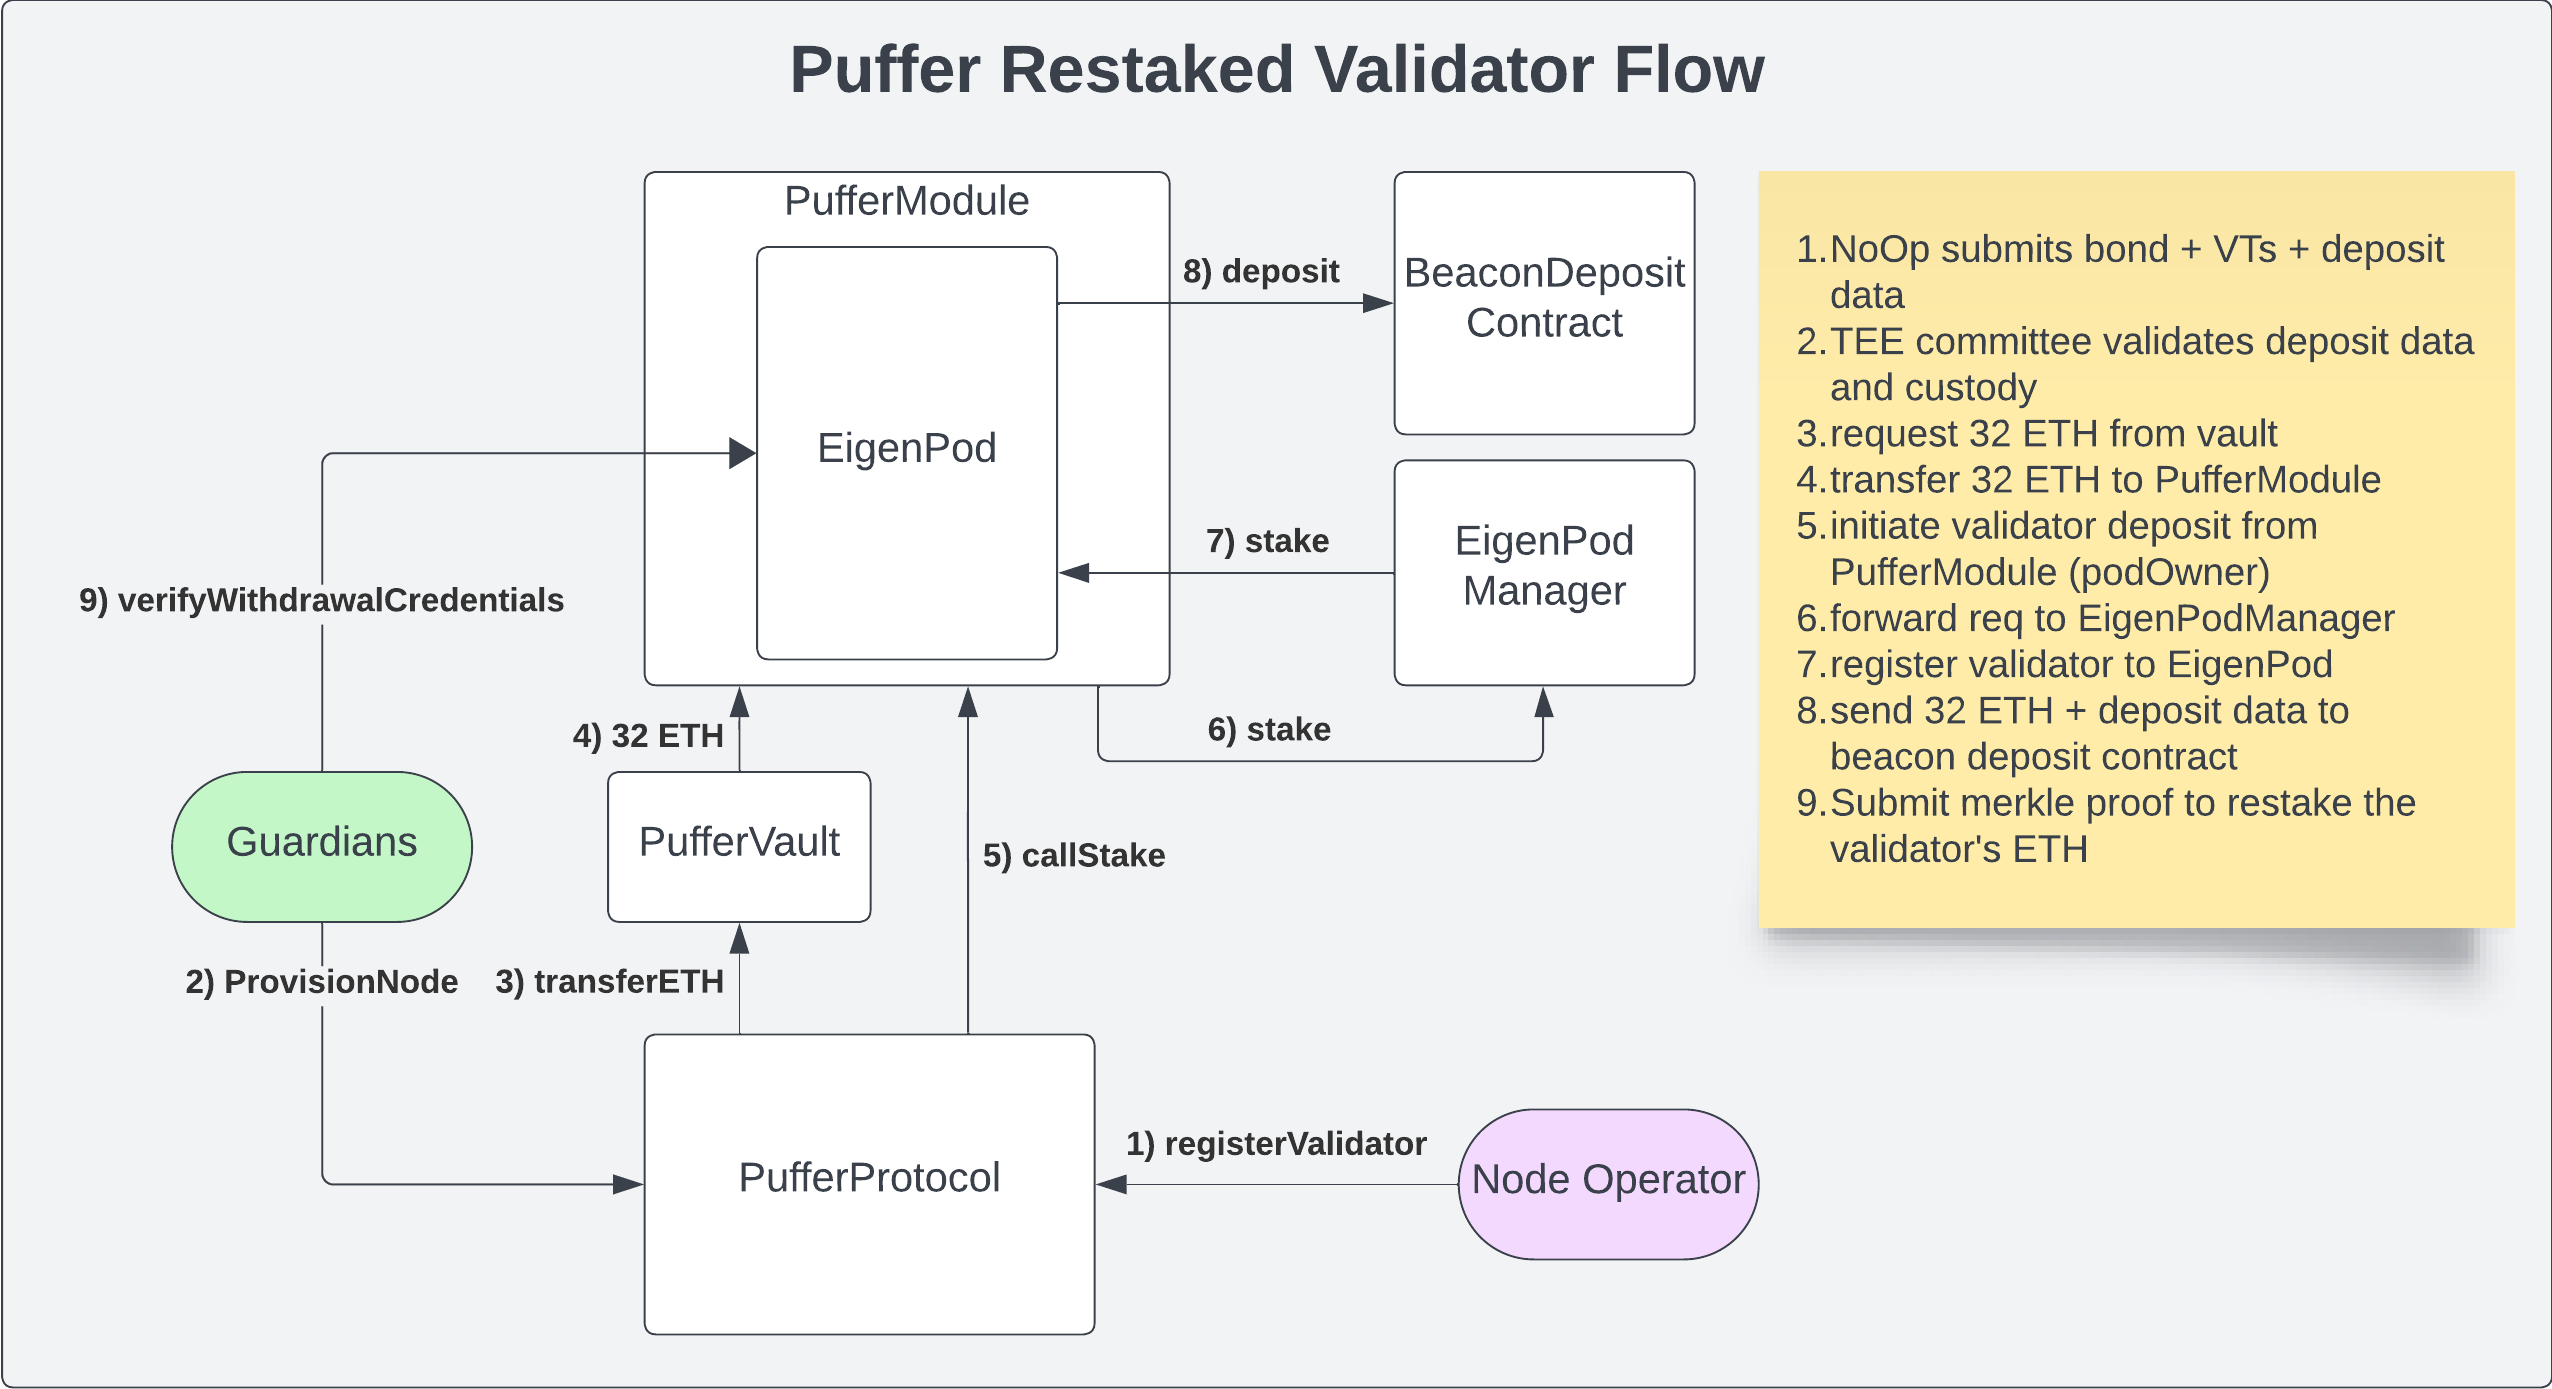 Puffer Restaked Validator Flow
PufferModule
EigenPod
8) deposit
BeaconDeposit
Contract
7) stake
EigenPod
Manager
9) verifyWithdrawalCredentials
4) 32 ETH
6) stake
Guardians
PufferVault
5) callStake
2) ProvisionNode
3) transferETH
PufferProtocol
1) registerValidator
Node Operator
1.NoOp submits bond + VTs + deposit
data
2.TEE committee validates deposit data
and custody
3.request 32 ETH from vault
4.transfer 32 ETH to PufferModule
5.initiate validator deposit from
PufferModule (podOwner)
6.forward req to EigenPodManager
7.register validator to EigenPod
8.send 32 ETH + deposit data to
beacon deposit contract
9.Submit merkle proof to restake the
validator's ETH